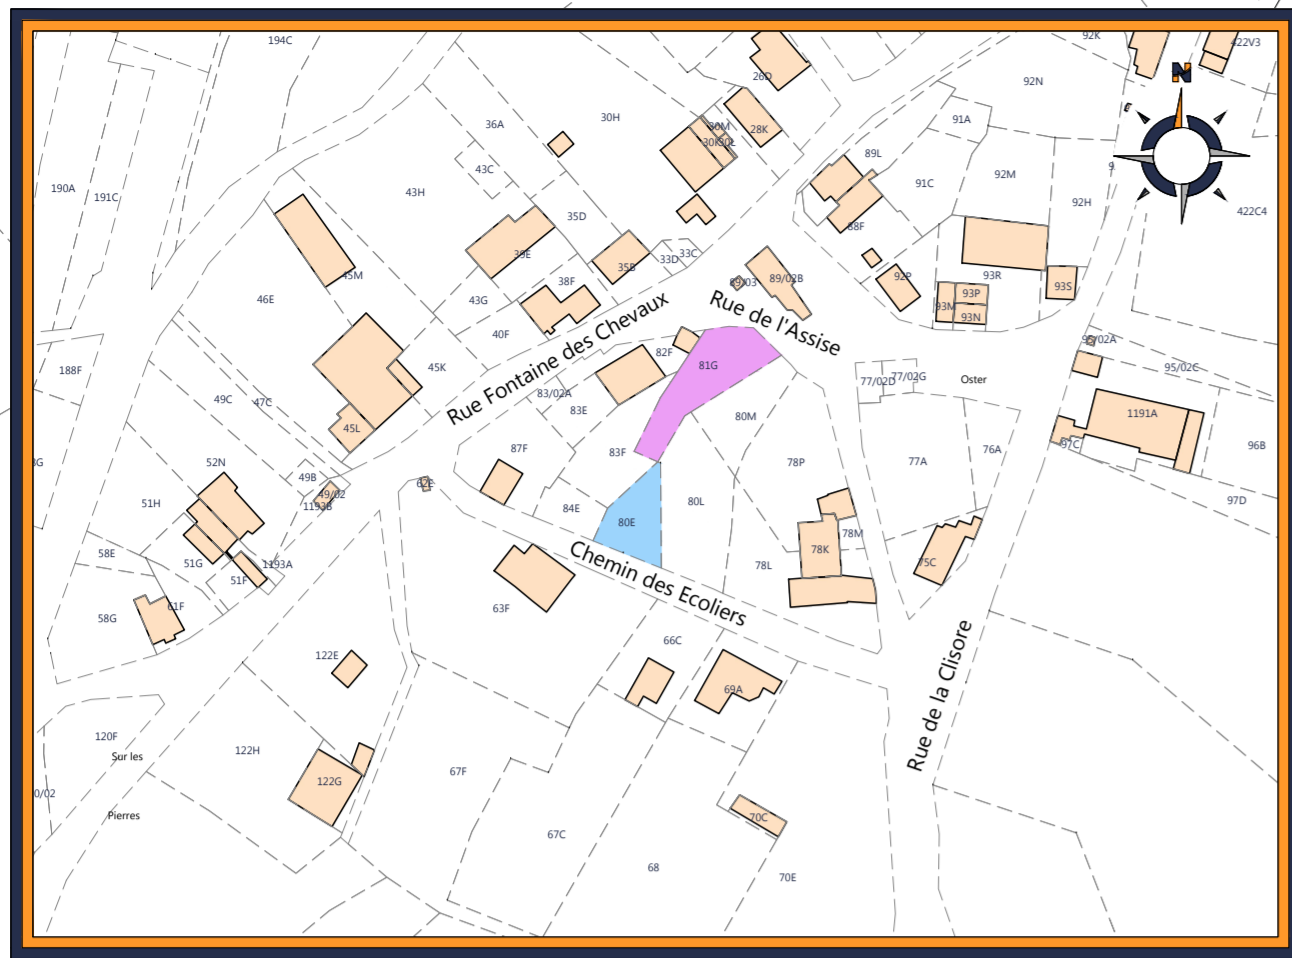 194C
92K
422V3
26D
92N
N
30H
36A
30M
28K
91A
30K
30L
89L
43C
92M
190A
191C
43H
91C
92H
422C4
35D
88F
39E
33D
33C
35B
45M
38F
89/03
89/02B
92P
93R
93S
46E
43G
93P
93M
93N
40F
Rue Fontaine des Chevaux
Rue de l'Assise
95/02A
82F
81G
95/02C
188F
45K
77/02D
77/02G
Oster
49C
47C
83/02A
83E
80M
1191A
45L
87F
83F
76A
97C
96B
52N
78P
77A
49B
62E
49/02
1193B
51H
84E
80E
80L
97D
78M
58E
51G
1193A
51F
78K
78L
75C
Chemin des Ecoliers
58G
61F
63F
66C
Rue de la Clisore
122E
69A
120F
Sur les
122H
67F
122G
0/02
Pierres
70C
67C
68
70E